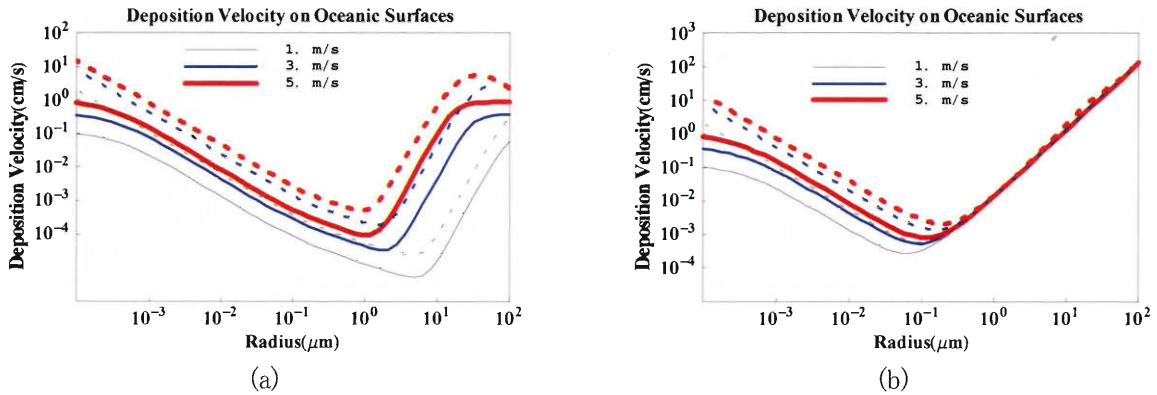 Deposition Velocity on Oceanic Surfaces
10^2
10^1
10^0
10^-1
10^-2
10^-3
10^-4
1. m/s
3. m/s
5. m/s
Deposition Velocity(cm/s)
10^-3
10^-2
10^-1
10^0
10^1
10^2
Radius(μm)
(a)
Deposition Velocity on Oceanic Surfaces
10^3
10^2
10^1
10^0
10^-1
10^-2
10^-3
10^-4
1. m/s
3. m/s
5. m/s
Deposition Velocity(cm/s)
10^-3
10^-2
10^-1
10^0
10^1
10^2
Radius(μm)
(b)